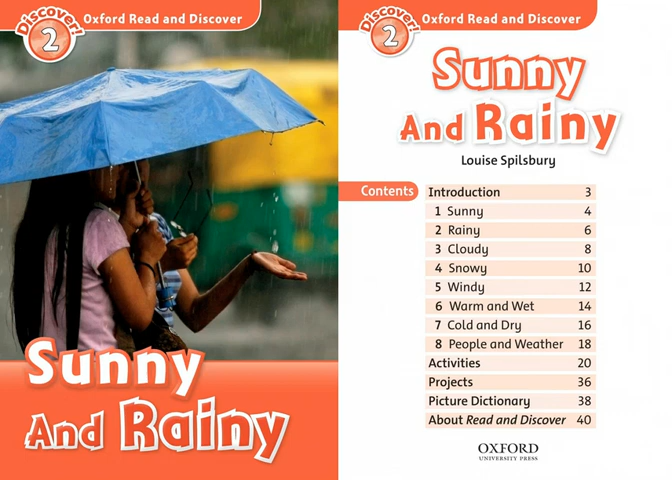 Discover!
2
Oxford Read and Discover
Sunny
And Rainy
Discover!
2
Oxford Read and Discover
Sunny
And Rainy
Louise Spilsbury
Contents
Introduction 3
1 Sunny 4
2 Rainy 6
3 Cloudy 8
4 Snowy 10
5 Windy 12
6 Warm and Wet 14
7 Cold and Dry 16
8 People and Weather 18
Activities 20
Projects 36
Picture Dictionary 38
About Read and Discover 40
OXFORD
UNIVERSITY PRESS